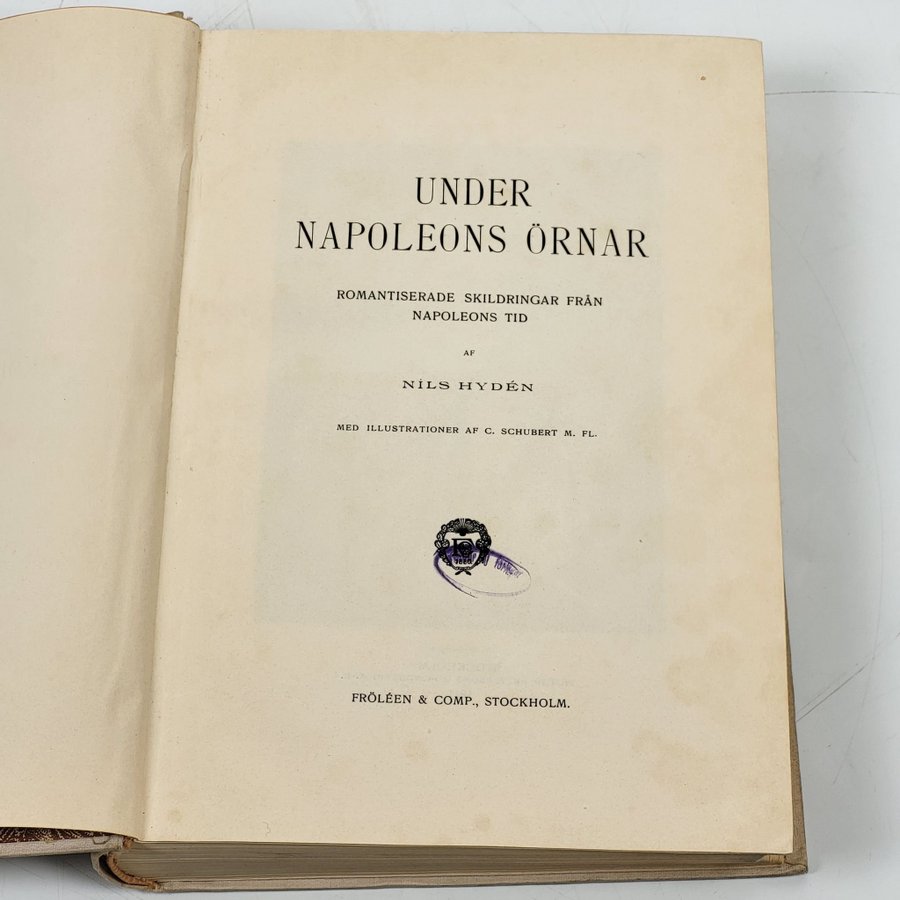 UNDER
NAPOLEONS ÖRNAR
ROMANTISERADE SKILDRINGAR FRÅN
NAPOLEONS TID
AF
NILS HYDÉN
MED ILLUSTRATIONER AF C. SCHUBERT M. FL.
FRÖLÉEN & COMP., STOCKHOLM.